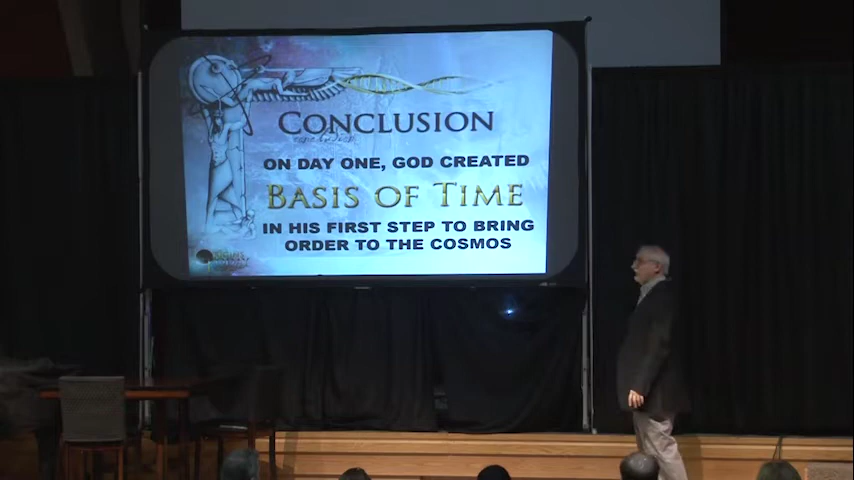 CONCLUSION
ON DAY ONE, GOD CREATED
BASIS OF TIME
IN HIS FIRST STEP TO BRING
ORDER TO THE COSMOS